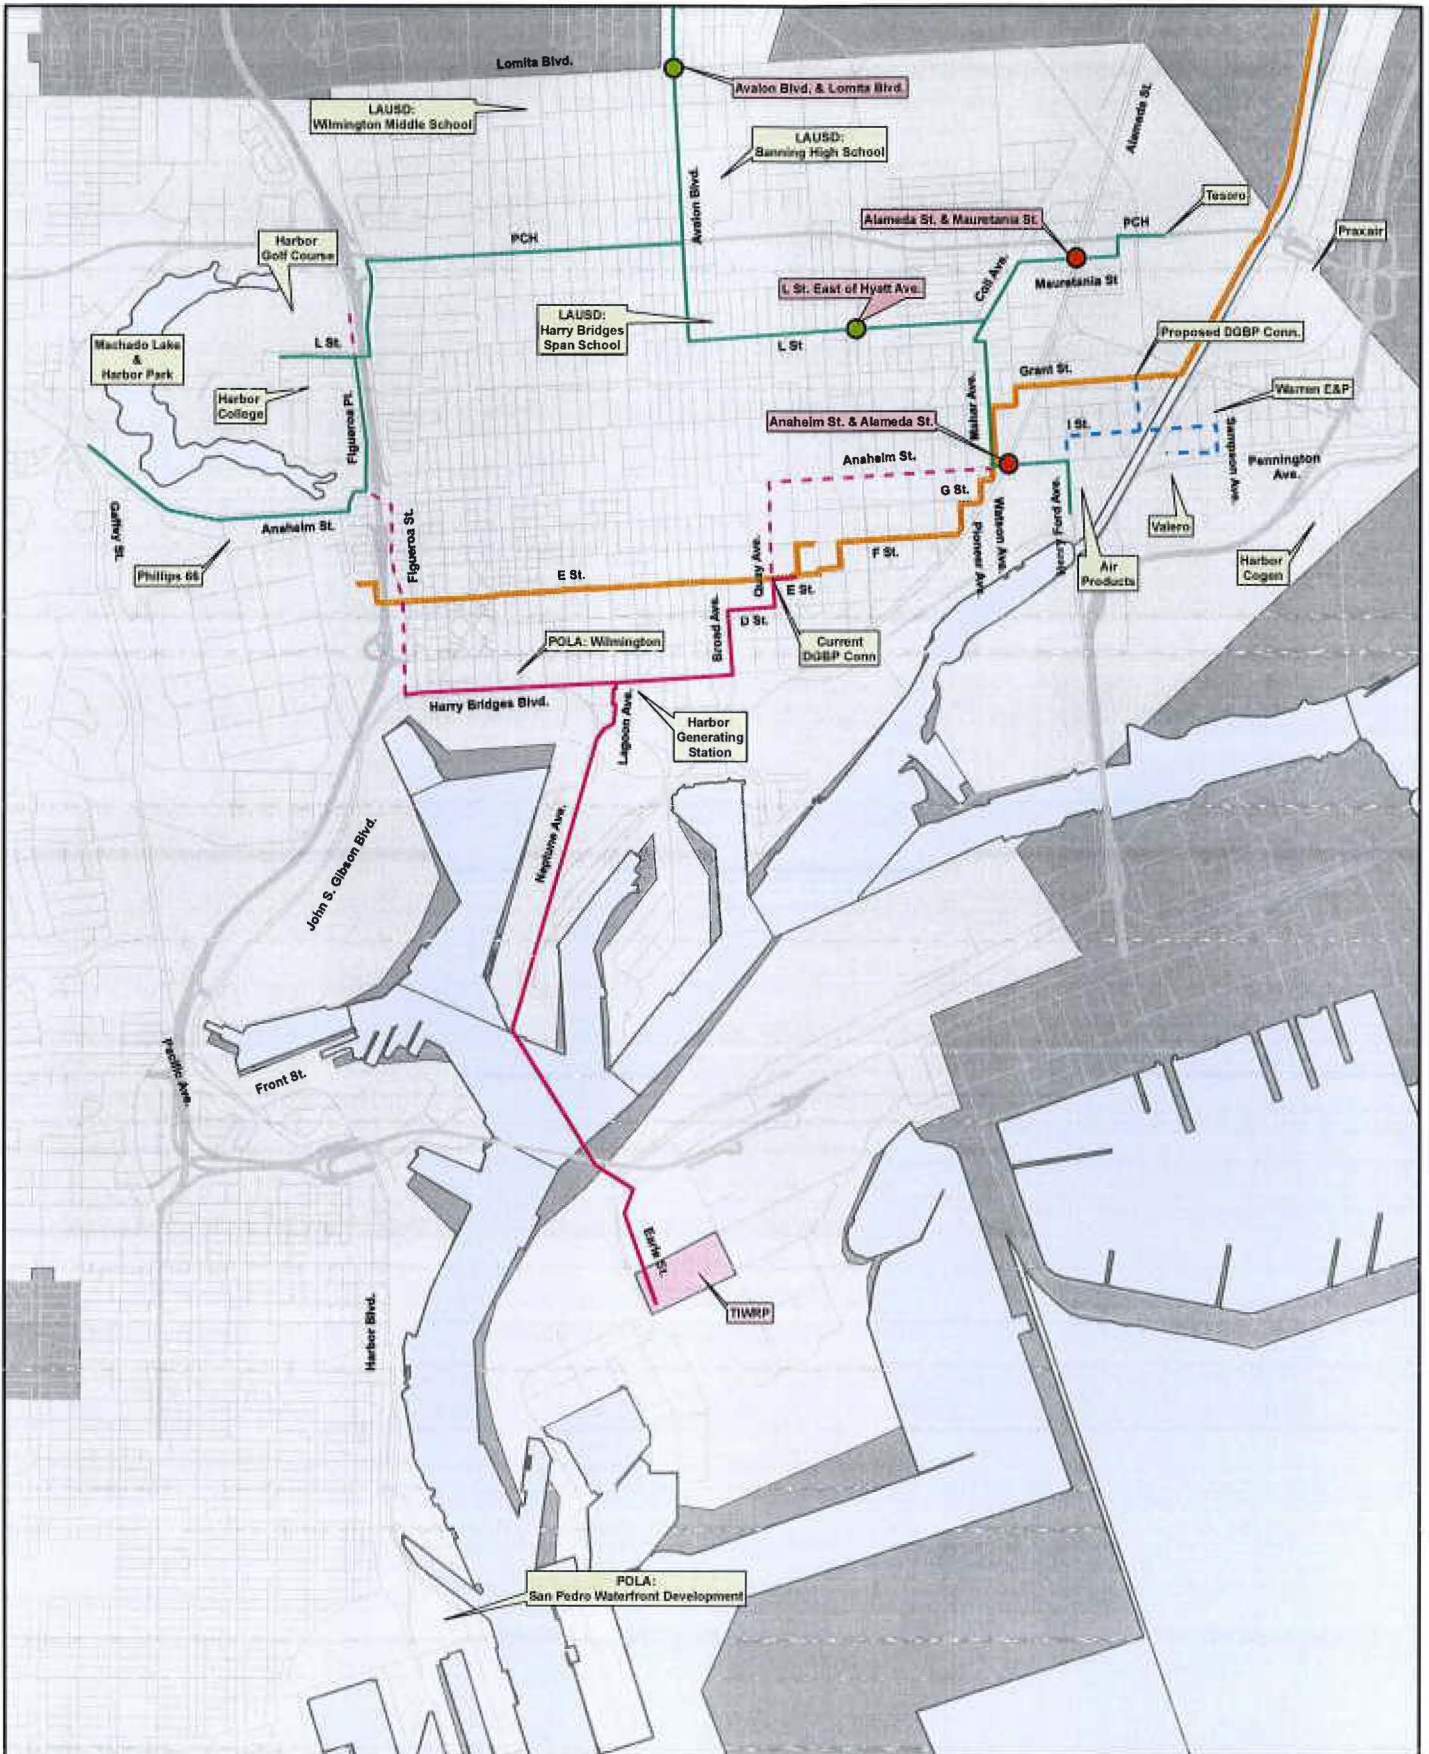 Lomita Blvd.
Avalon Blvd. & Lomita Blvd.
LAUSD:
Wilmington Middle School
Alameda St.
LAUSD:
Banning High School
Avalon Blvd.
Tesoro
Alameda St. & Mauretania St.
PCH
Praxair
Harbor
Golf Course
PCH
Coil Ave.
Mauretania St
L St. East of Hyatt Ave.
LAUSD:
Harry Bridges
Span School
Proposed DGBP Conn.
Machado Lake
&
Harbor Park
L St.
L St
Grant St.
Warren E&P
Harbor
College
Figueroa Pl.
Mahar Ave.
Anaheim St. & Alameda St.
I St.
Sampson Ave.
Anaheim St.
Pennington
Ave.
G St.
Gaffey St.
Anaheim St.
Figueroa St.
Watson Ave.
Pioneer Ave.
Henry Ford Ave.
Valero
Quay Ave.
F St.
Phillips 66
E St.
E St.
Air
Products
Harbor
Cogen
Broad Ave.
D St.
POLA: Wilmington
Current
DGBP Conn
Harry Bridges Blvd.
Lagoon Ave.
Harbor
Generating
Station
Neptune Ave.
John S. Gibson Blvd.
Pacific Ave.
Front St.
Earle St.
TIWRP
Harbor Blvd.
POLA:
San Pedro Waterfront Development